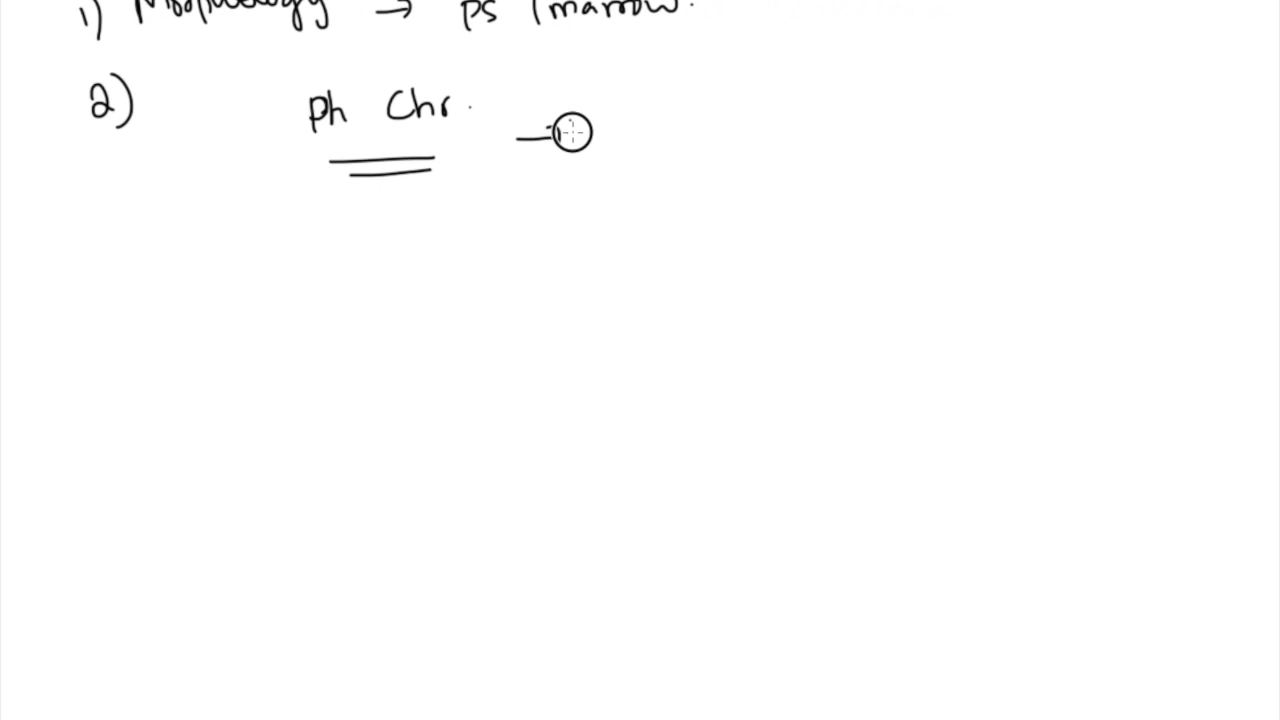 1) Morphology → PS / marrow.
2) Ph Chr.